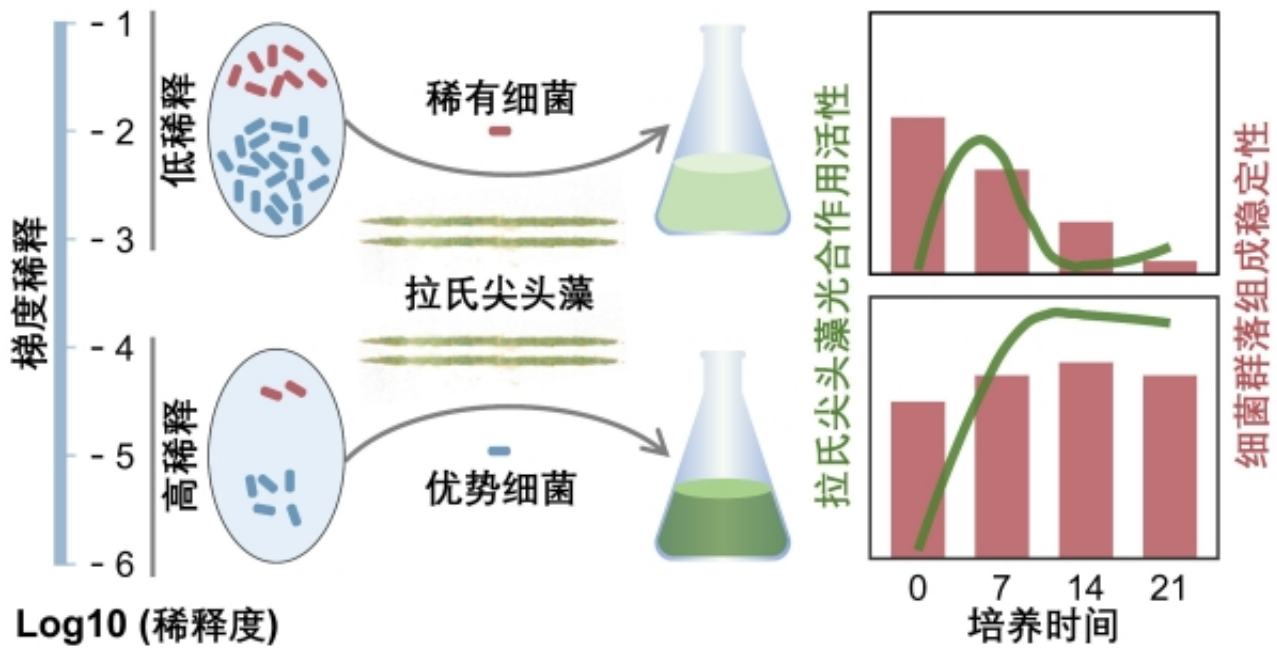 梯度稀释
- 1
- 2
- 3
- 4
- 5
- 6
Log10 (稀释度)
低稀释
高稀释
稀有细菌
拉氏尖头藻
优势细菌
拉氏尖头藻光合作用活性
细菌群落组成稳定性
0 7 14 21
培养时间